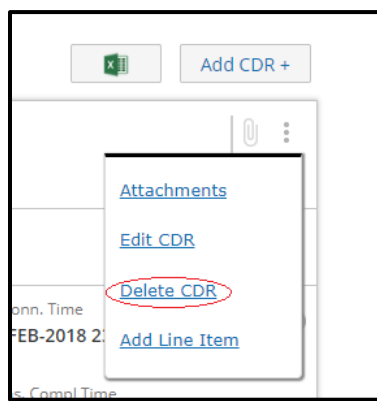 Add CDR +
Attachments
Edit CDR
Delete CDR
onn. Time
FEB-2018 2
Add Line Item
s. Compl Time